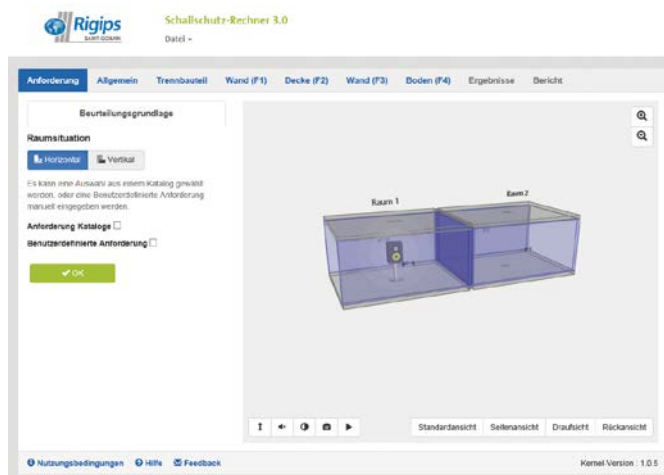 Rigips
SAINT-GOBAIN
Schallschutz-Rechner 3.0
Datei
Anforderung Allgemein Trennbauteil Wand (F1) Decke (F2) Wand (F3) Boden (F4) Ergebnisse Bericht
Beurteilungsgrundlage
Raumsituation
Horizontal Vertikal
Es kann eine Auswahl aus einem Katalog gewählt
werden, oder eine Benutzerdefinierte Anforderung
manuell eingegeben werden.
Anforderung Kataloge
Benutzerdefinierte Anforderung
OK
Raum 1
Raum 2
Standardansicht Seitenansicht Draufsicht Rückansicht
Nutzungsbedingungen Hilfe Feedback
Kernel-Version : 1.0.5